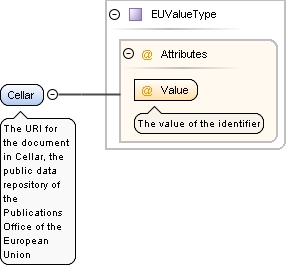 EUValueType
@ Attributes
Cellar
@ Value
The value of the identifier
The URI for
the document
in Cellar, the
public data
repository of
the
Publications
Office of the
European
Union